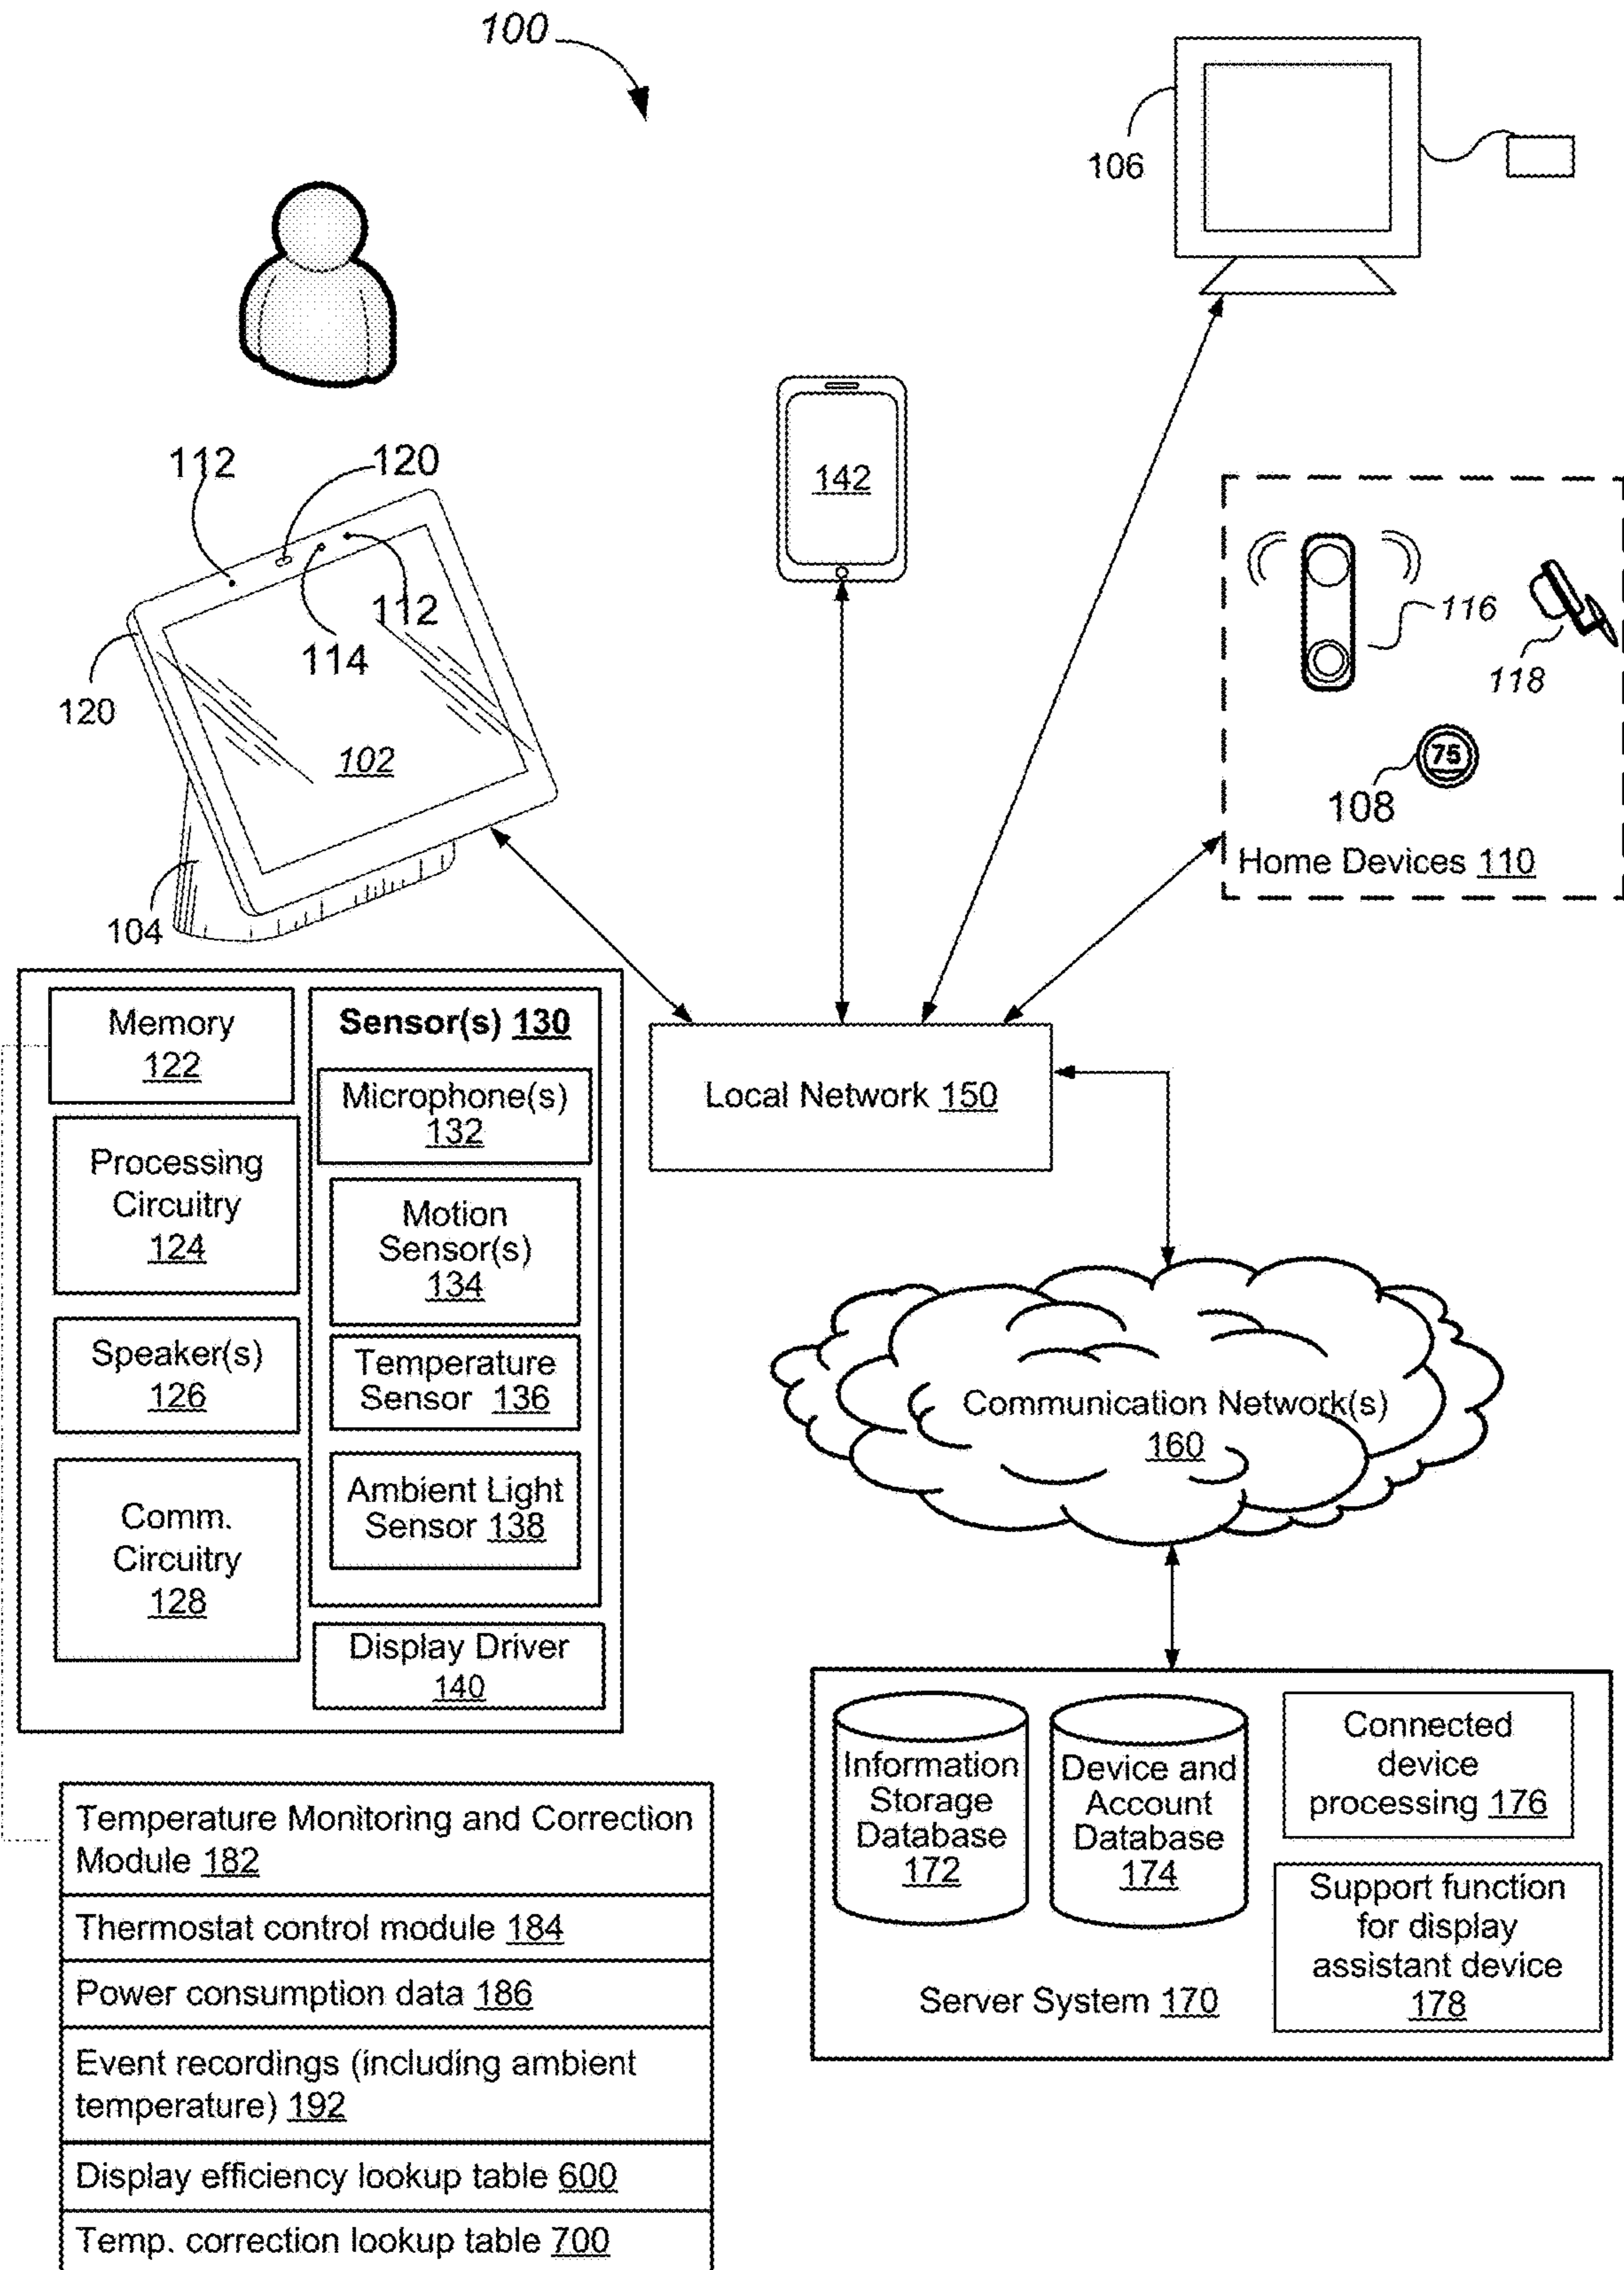 100
106
112
120
142
112
114
120
102
104
116
118
75
108
Home Devices 110
Memory
122
Processing
Circuitry
124
Speaker(s)
126
Comm.
Circuitry
128
Sensor(s) 130
Microphone(s)
132
Motion
Sensor(s)
134
Temperature
Sensor 136
Ambient Light
Sensor 138
Display Driver
140
Local Network 150
Communication Network(s)
160
Information
Storage
Database
172
Device and
Account
Database
174
Connected
device
processing 176
Support function
for display
assistant device
178
Server System 170
Temperature Monitoring and Correction
Module 182
Thermostat control module 184
Power consumption data 186
Event recordings (including ambient
temperature) 192
Display efficiency lookup table 600
Temp. correction lookup table 700